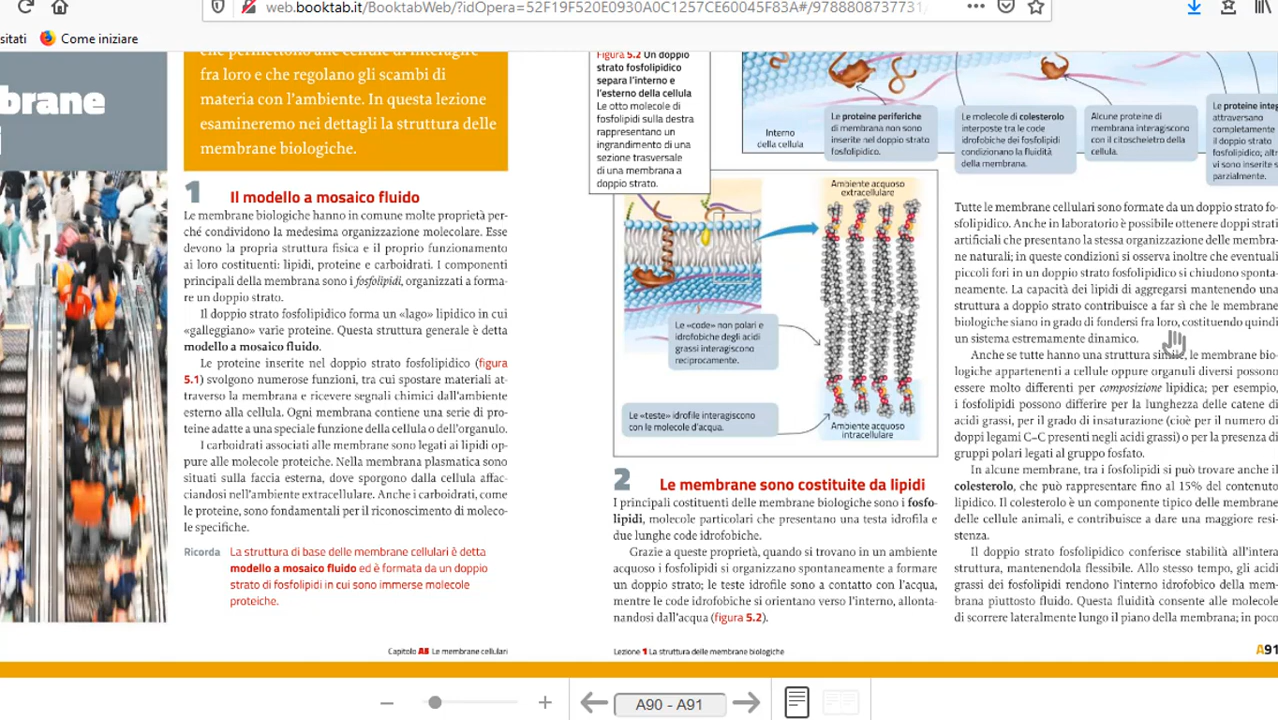 web.booktab.it/BooktabWeb/?idOpera=52F19F520E0930A0C1257CE60045F83A#/9788808737731/
sitati
Come iniziare
brane
che permettono alle cellule di interagire
fra loro e che regolano gli scambi di
materia con l'ambiente. In questa lezione
esamineremo nei dettagli la struttura delle
membrane biologiche.
1 Il modello a mosaico fluido
Le membrane biologiche hanno in comune molte proprietà per-
ché condividono la medesima organizzazione molecolare. Esse
devono la propria struttura fisica e il proprio funzionamento
ai loro costituenti: lipidi, proteine e carboidrati. I componenti
principali della membrana sono i fosfolipidi, organizzati a forma-
re un doppio strato.
Il doppio strato fosfolipidico forma un «lago» lipidico in cui
«galleggiano» varie proteine. Questa struttura generale è detta
modello a mosaico fluido.
Le proteine inserite nel doppio strato fosfolipidico (figura
5.1) svolgono numerose funzioni, tra cui spostare materiali at-
traverso la membrana e ricevere segnali chimici dall'ambiente
esterno alla cellula. Ogni membrana contiene una serie di pro-
teine adatte a una speciale funzione della cellula o dell'organulo.
I carboidrati associati alle membrane sono legati ai lipidi op-
pure alle molecole proteiche. Nella membrana plasmatica sono
situati sulla faccia esterna, dove sporgono dalla cellula affac-
ciandosi nell'ambiente extracellulare. Anche i carboidrati, come
le proteine, sono fondamentali per il riconoscimento di moleco-
le specifiche.
Ricorda La struttura di base delle membrane cellulari è detta
modello a mosaico fluido ed è formata da un doppio
strato di fosfolipidi in cui sono immerse molecole
proteiche.
Capitolo A5 Le membrane cellulari
Figura 5.2 Un doppio
strato fosfolipidico
separa l'interno e
l'esterno della cellula
Le otto molecole di
fosfolipidi sulla destra
rappresentano un
ingrandimento di una
sezione trasversale
di una membrana a
doppio strato.
Interno
della cellula
Le proteine periferiche
di membrana non sono
inserite nel doppio strato
fosfolipidico.
Le molecole di colesterolo
interposte tra le code
idrofobiche dei fosfolipidi
condizionano la fluidità
della membrana.
Alcune proteine di
membrana interagiscono
con il citoscheletro della
cellula.
Le proteine integ
attraversano
completamente
il doppio strato
fosfolipidico; altr
vi sono inserite s
parzialmente.
Ambiente acquoso
extracellulare
Le «code» non polari e
idrofobiche degli acidi
grassi interagiscono
reciprocamente.
Le «teste» idrofile interagiscono
con le molecole d'acqua.
Ambiente acquoso
intracellulare
2 Le membrane sono costituite da lipidi
I principali costituenti delle membrane biologiche sono i fosfo-
lipidi, molecole particolari che presentano una testa idrofila e
due lunghe code idrofobiche.
Grazie a queste proprietà, quando si trovano in un ambiente
acquoso i fosfolipidi si organizzano spontaneamente a formare
un doppio strato; le teste idrofile sono a contatto con l'acqua,
mentre le code idrofobiche si orientano verso l'interno, allonta-
nandosi dall'acqua (figura 5.2).
Tutte le membrane cellulari sono formate da un doppio strato fo-
sfolipidico. Anche in laboratorio è possibile ottenere doppi strati
artificiali che presentano la stessa organizzazione delle membra-
ne naturali; in queste condizioni si osserva inoltre che eventuali
piccoli fori in un doppio strato fosfolipidico si chiudono sponta-
neamente. La capacità dei lipidi di aggregarsi mantenendo una
struttura a doppio strato contribuisce a far sì che le membrane
biologiche siano in grado di fondersi fra loro, costituendo quindi
un sistema estremamente dinamico.
Anche se tutte hanno una struttura simile, le membrane bio-
logiche appartenenti a cellule oppure organuli diversi possono
essere molto differenti per composizione lipidica; per esempio,
i fosfolipidi possono differire per la lunghezza delle catene di
acidi grassi, per il grado di insaturazione (cioè per il numero di
doppi legami C–C presenti negli acidi grassi) o per la presenza di
gruppi polari legati al gruppo fosfato.
In alcune membrane, tra i fosfolipidi si può trovare anche il
colesterolo, che può rappresentare fino al 15% del contenuto
lipidico. Il colesterolo è un componente tipico delle membrane
delle cellule animali, e contribuisce a dare una maggiore resi-
stenza.
Il doppio strato fosfolipidico conferisce stabilità all'intera
struttura, mantenendola flessibile. Allo stesso tempo, gli acidi
grassi dei fosfolipidi rendono l'interno idrofobico della mem-
brana piuttosto fluido. Questa fluidità consente alle molecole
di scorrere lateralmente lungo il piano della membrana; in poco
Lezione 1 La struttura delle membrane biologiche
A91
A90 - A91